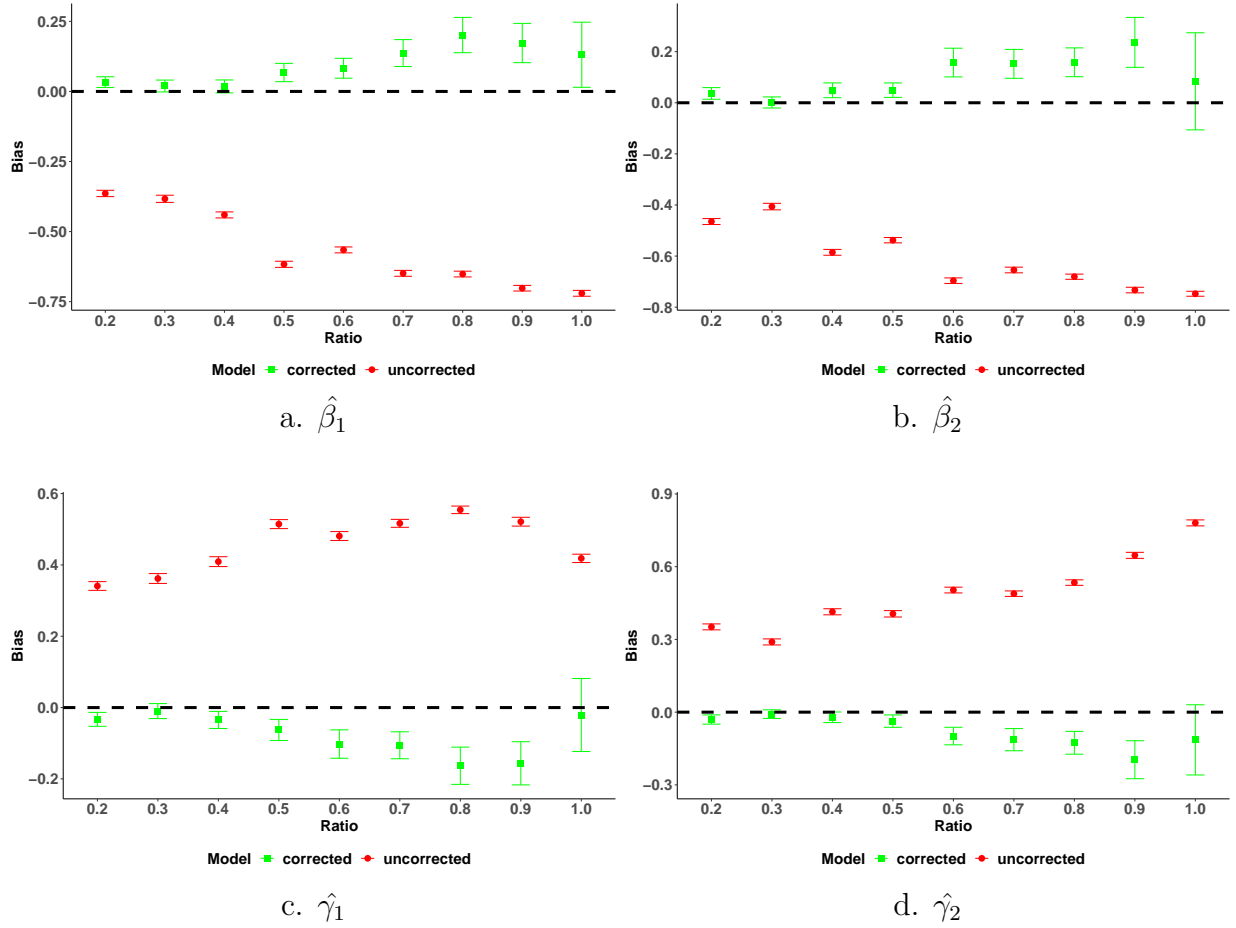 Bias
0.25
0.00
−0.25
−0.50
−0.75
0.2 0.3 0.4 0.5 0.6 0.7 0.8 0.9 1.0
Ratio
Model corrected uncorrected
a. β̂₁
Bias
0.2
0.0
−0.2
−0.4
−0.6
−0.8
0.2 0.3 0.4 0.5 0.6 0.7 0.8 0.9 1.0
Ratio
Model corrected uncorrected
b. β̂₂
Bias
0.6
0.4
0.2
0.0
−0.2
0.2 0.3 0.4 0.5 0.6 0.7 0.8 0.9 1.0
Ratio
Model corrected uncorrected
c. γ̂₁
Bias
0.9
0.6
0.3
0.0
−0.3
0.2 0.3 0.4 0.5 0.6 0.7 0.8 0.9 1.0
Ratio
Model corrected uncorrected
d. γ̂₂